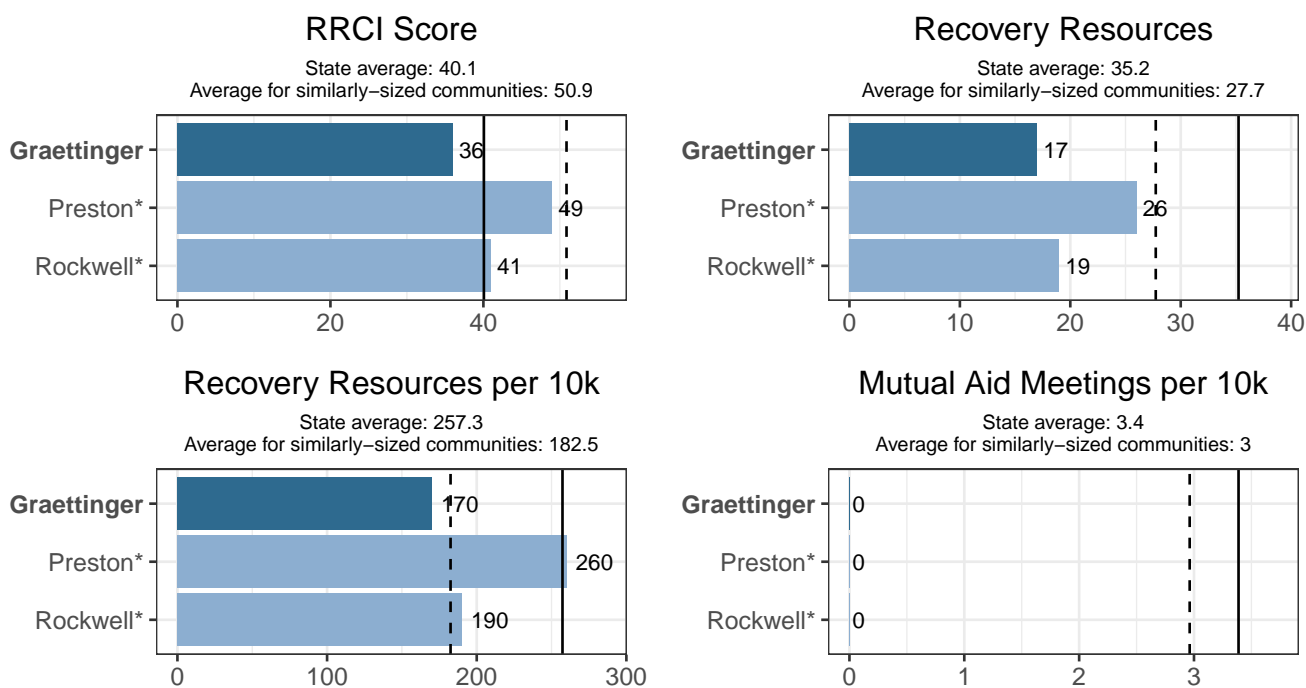 RRCI Score
State average: 40.1
Average for similarly−sized communities: 50.9
Graettinger
36
Preston*
49
Rockwell*
41
0 20 40
Recovery Resources
State average: 35.2
Average for similarly−sized communities: 27.7
Graettinger
17
Preston*
26
Rockwell*
19
0 10 20 30 40
Recovery Resources per 10k
State average: 257.3
Average for similarly−sized communities: 182.5
Graettinger
170
Preston*
260
Rockwell*
190
0 100 200 300
Mutual Aid Meetings per 10k
State average: 3.4
Average for similarly−sized communities: 3
Graettinger
0
Preston*
0
Rockwell*
0
0 1 2 3